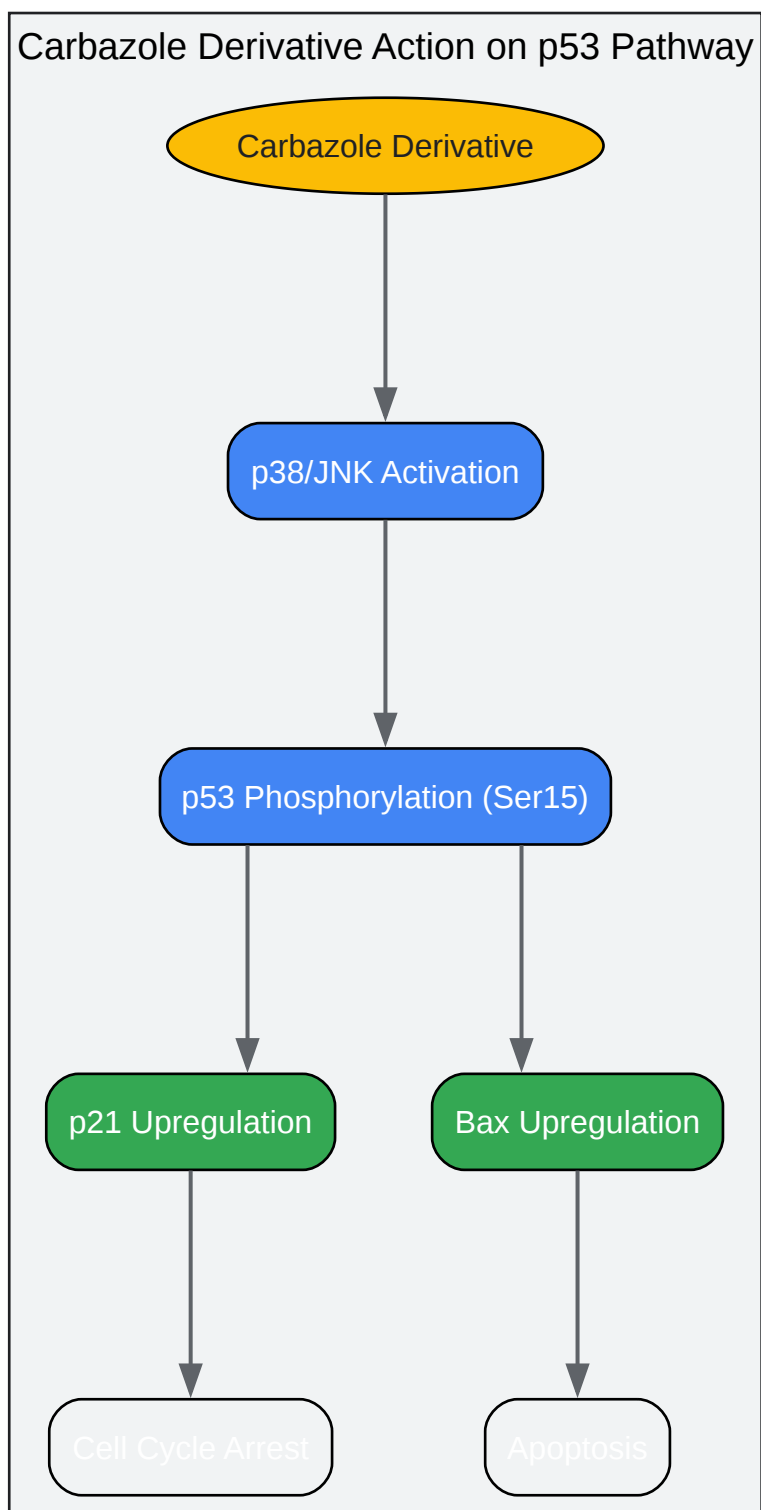 Carbazole Derivative Action on p53 Pathway
Carbazole Derivative
p38/JNK Activation
p53 Phosphorylation (Ser15)
p21 Upregulation
Bax Upregulation
Cell Cycle Arrest
Apoptosis